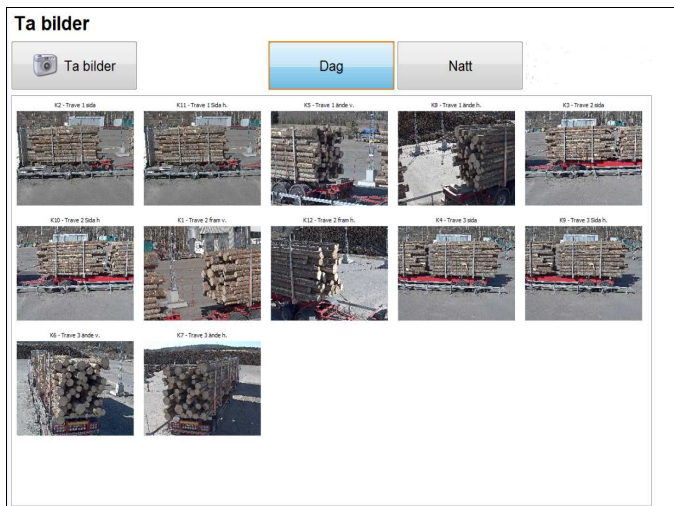 Ta bilder
Ta bilder
Dag
Natt
K2 - Trave 1 sida
K11 - Trave 1 Sida h.
K5 - Trave 1 ände v.
K8 - Trave 1 ände h.
K3 - Trave 2 sida
K10 - Trave 2 Sida h
K1 - Trave 2 fram v.
K12 - Trave 2 fram h.
K4 - Trave 3 sida
K9 - Trave 3 Sida h.
K6 - Trave 3 ände v.
K7 - Trave 3 ände h.